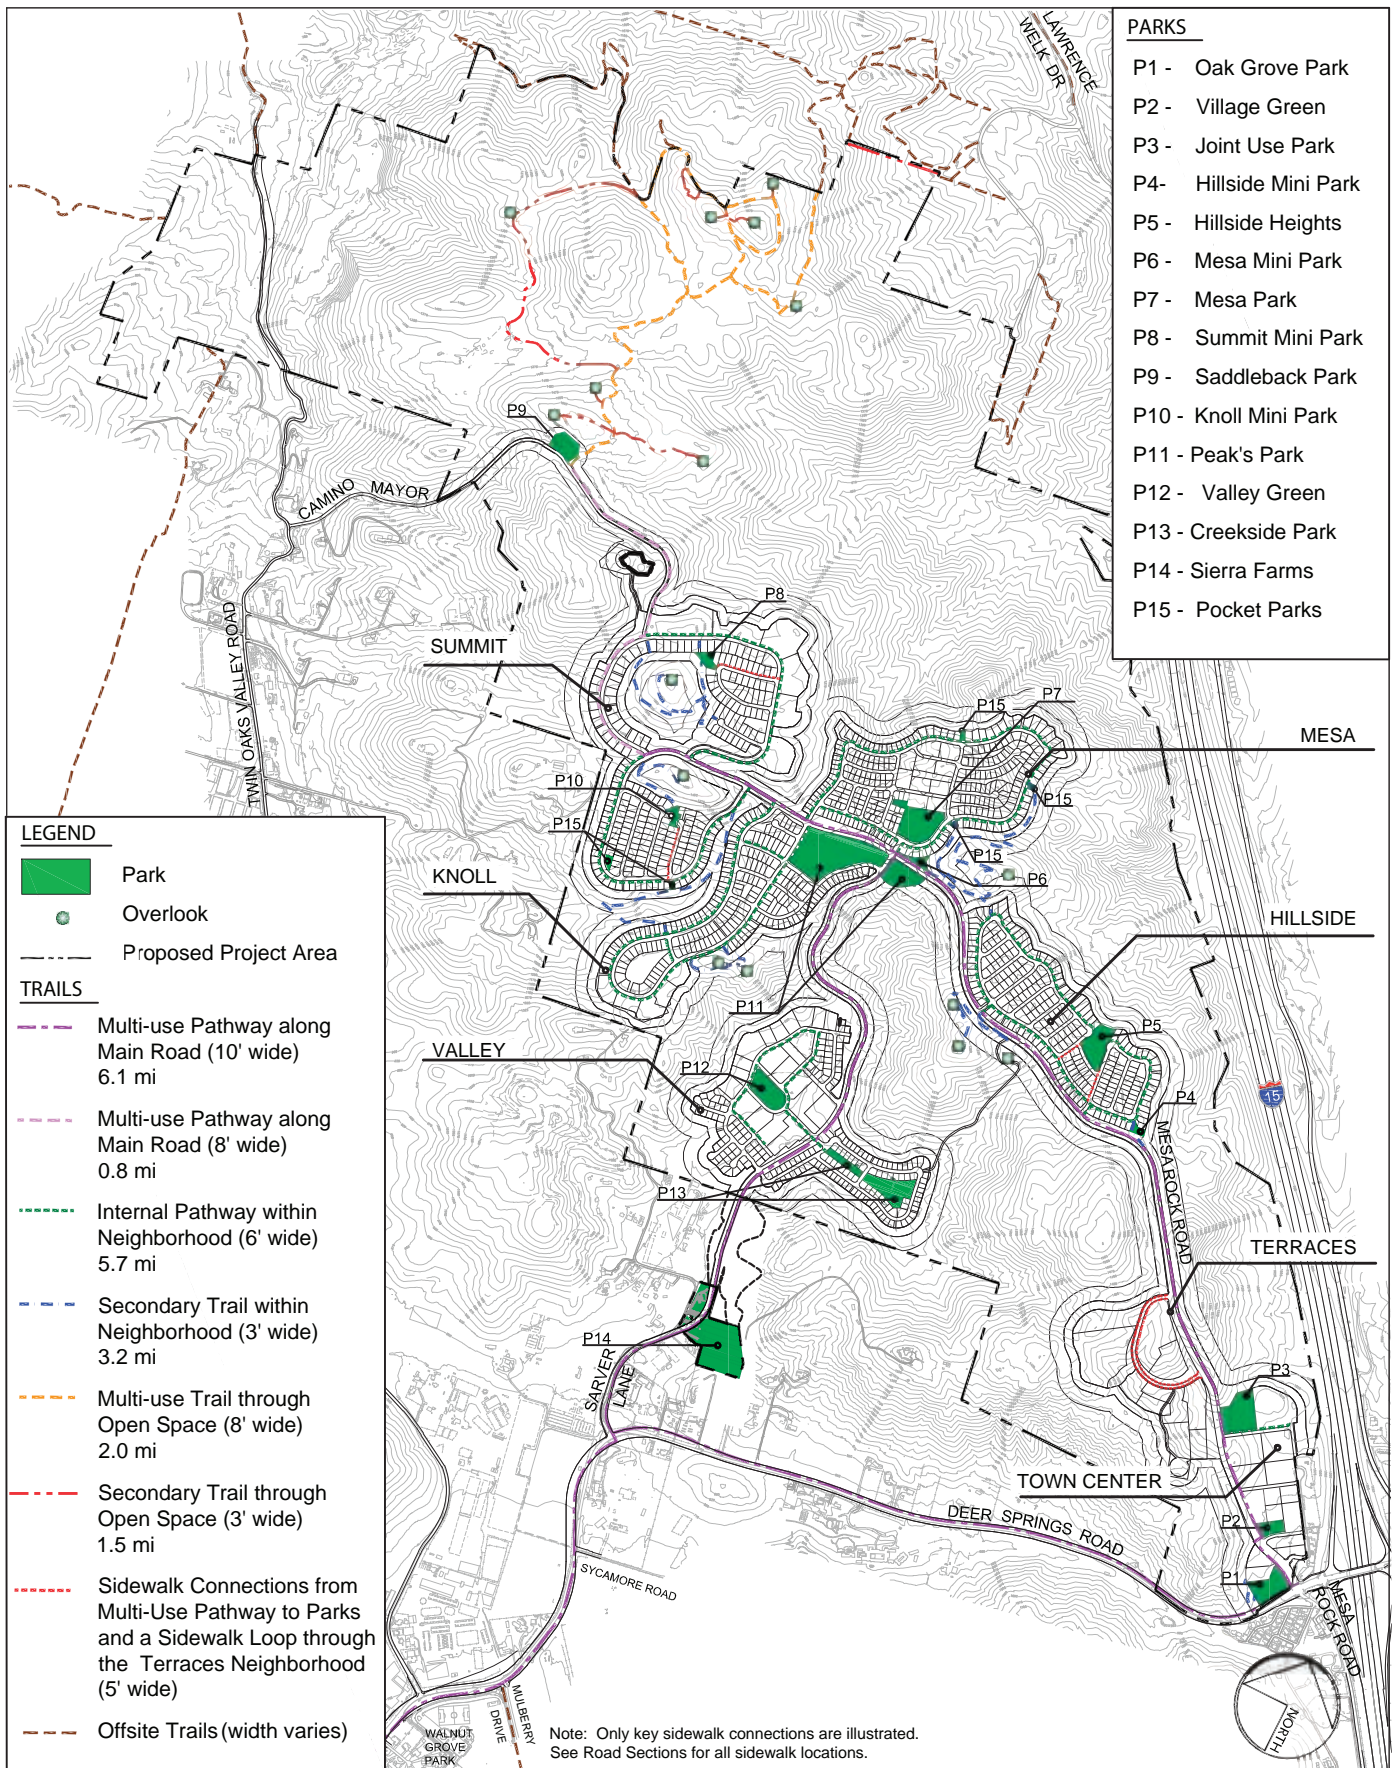 PARKS
P1 - Oak Grove Park
P2 - Village Green
P3 - Joint Use Park
P4- Hillside Mini Park
P5 - Hillside Heights
P6 - Mesa Mini Park
P7 - Mesa Park
P8 - Summit Mini Park
P9 - Saddleback Park
P10 - Knoll Mini Park
P11 - Peak's Park
P12 - Valley Green
P13 - Creekside Park
P14 - Sierra Farms
P15 - Pocket Parks
LAWRENCE
WELK DR
P9
CAMINO MAYOR
TWIN OAKS VALLEY ROAD
P8
SUMMIT
P7
P15
MESA
P10
P15
P15
P15
P6
KNOLL
HILLSIDE
P11
P5
VALLEY
P12
P4
15
MESA ROCK ROAD
P13
TERRACES
P14
SARVER
LANE
P3
TOWN CENTER
DEER SPRINGS ROAD
P2
P1
SYCAMORE ROAD
MESA
ROCK ROAD
MULBERRY
DRIVE
WALNUT
GROVE
PARK
NORTH
LEGEND
Park
Overlook
Proposed Project Area
TRAILS
Multi-use Pathway along
Main Road (10' wide)
6.1 mi
Multi-use Pathway along
Main Road (8' wide)
0.8 mi
Internal Pathway within
Neighborhood (6' wide)
5.7 mi
Secondary Trail within
Neighborhood (3' wide)
3.2 mi
Multi-use Trail through
Open Space (8' wide)
2.0 mi
Secondary Trail through
Open Space (3' wide)
1.5 mi
Sidewalk Connections from
Multi-Use Pathway to Parks
and a Sidewalk Loop through
the Terraces Neighborhood
(5' wide)
Offsite Trails (width varies)
Note: Only key sidewalk connections are illustrated.
See Road Sections for all sidewalk locations.